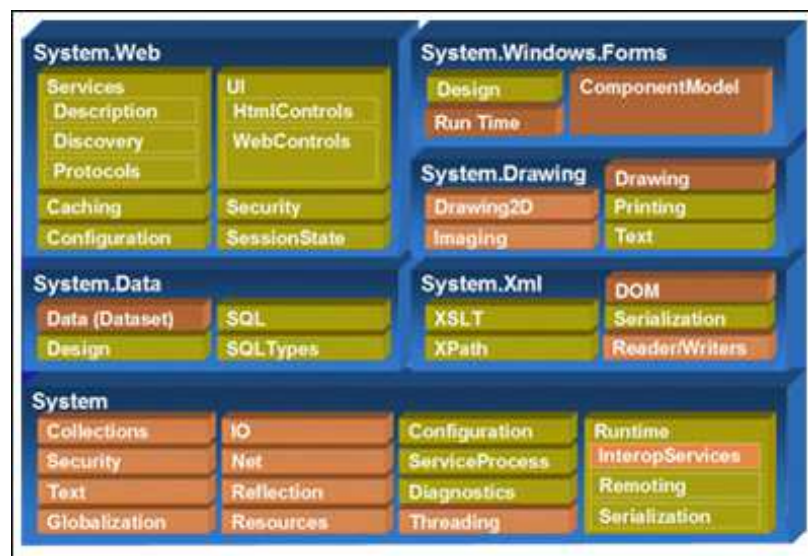 System.Web
Services
Description
Discovery
Protocols
UI
HtmlControls
WebControls
Caching
Security
Configuration
SessionState
System.Windows.Forms
Design
ComponentModel
Run Time
System.Drawing
Drawing
Drawing2D
Printing
Imaging
Text
System.Data
Data (Dataset)
SQL
Design
SQLTypes
System.Xml
DOM
XSLT
Serialization
XPath
Reader/Writers
System
Collections
IO
Configuration
Runtime
Security
Net
ServiceProcess
InteropServices
Text
Reflection
Diagnostics
Remoting
Globalization
Resources
Threading
Serialization